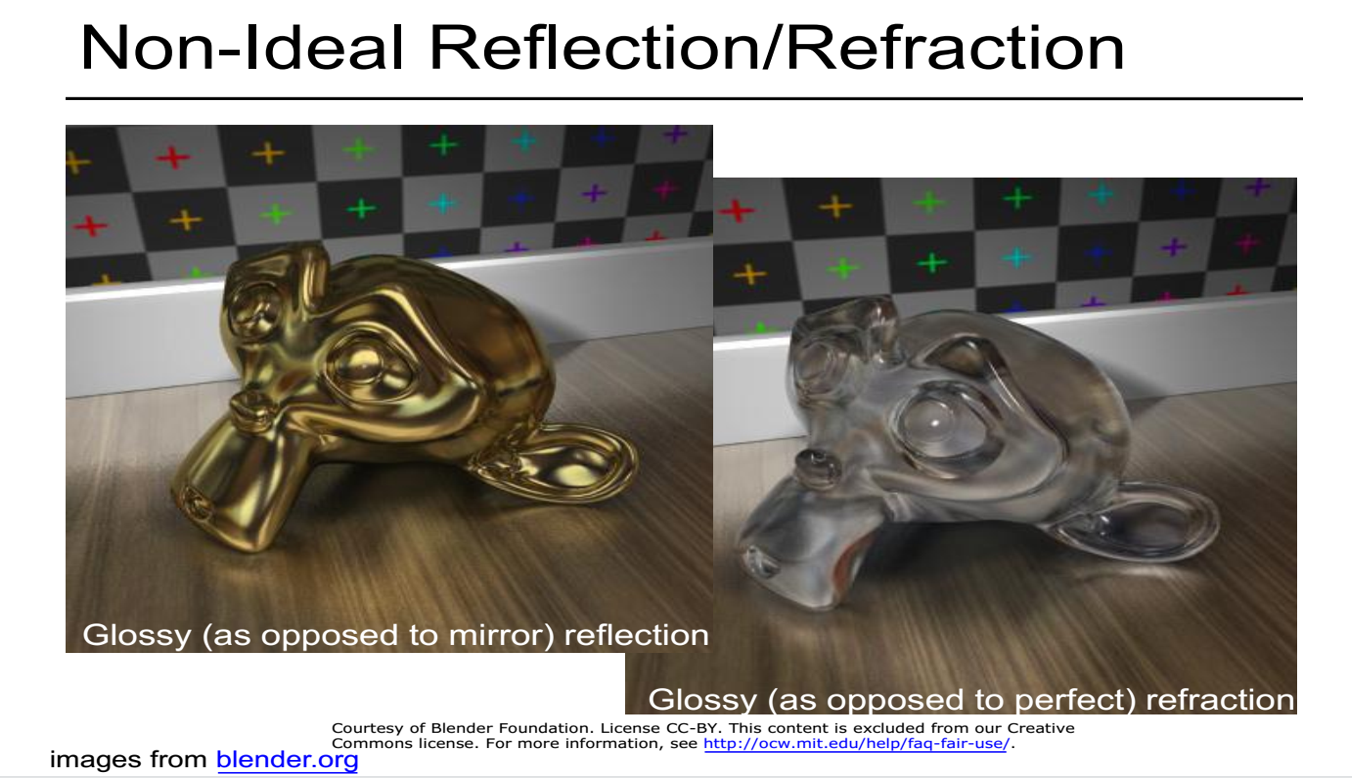 Non-Ideal Reflection/Refraction
Glossy (as opposed to mirror) reflection
Glossy (as opposed to perfect) refraction
Courtesy of Blender Foundation. License CC-BY. This content is excluded from our Creative
Commons license. For more information, see http://ocw.mit.edu/help/faq-fair-use/.
images from blender.org